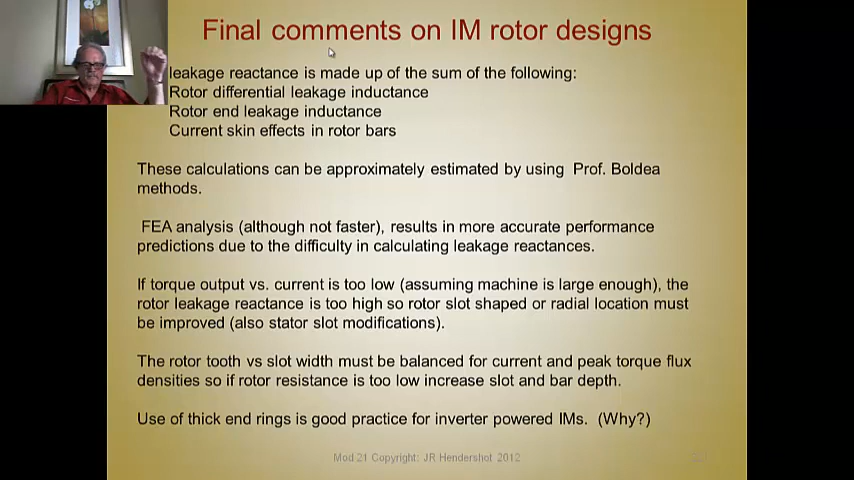 Final comments on IM rotor designs
leakage reactance is made up of the sum of the following:
Rotor differential leakage inductance
Rotor end leakage inductance
Current skin effects in rotor bars
These calculations can be approximately estimated by using Prof. Boldea
methods.
FEA analysis (although not faster), results in more accurate performance
predictions due to the difficulty in calculating leakage reactances.
If torque output vs. current is too low (assuming machine is large enough), the
rotor leakage reactance is too high so rotor slot shaped or radial location must
be improved (also stator slot modifications).
The rotor tooth vs slot width must be balanced for current and peak torque flux
densities so if rotor resistance is too low increase slot and bar depth.
Use of thick end rings is good practice for inverter powered IMs. (Why?)
Mod 21 Copyright: JR Hendershot 2012